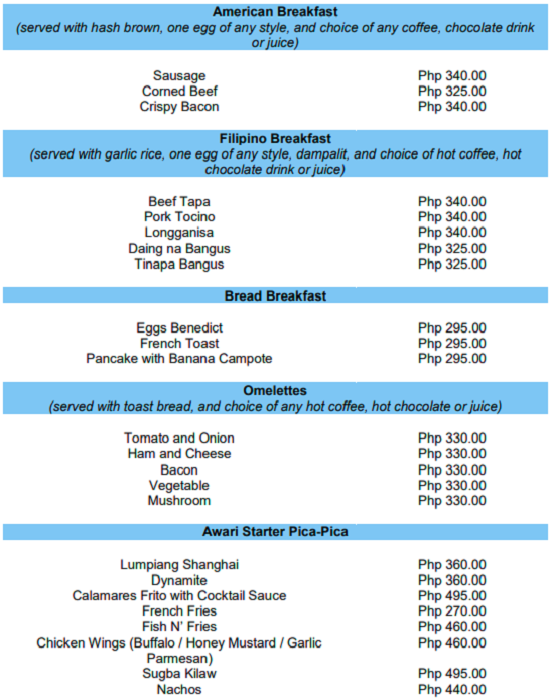 American Breakfast
(served with hash brown, one egg of any style, and choice of any coffee, chocolate drink
or juice)
Sausage Php 340.00
Corned Beef Php 325.00
Crispy Bacon Php 340.00
Filipino Breakfast
(served with garlic rice, one egg of any style, dampalit, and choice of hot coffee, hot
chocolate drink or juice)
Beef Tapa Php 340.00
Pork Tocino Php 340.00
Longganisa Php 340.00
Daing na Bangus Php 325.00
Tinapa Bangus Php 325.00
Bread Breakfast
Eggs Benedict Php 295.00
French Toast Php 295.00
Pancake with Banana Campote Php 295.00
Omelettes
(served with toast bread, and choice of any hot coffee, hot chocolate or juice)
Tomato and Onion Php 330.00
Ham and Cheese Php 330.00
Bacon Php 330.00
Vegetable Php 330.00
Mushroom Php 330.00
Awari Starter Pica-Pica
Lumpiang Shanghai Php 360.00
Dynamite Php 360.00
Calamares Frito with Cocktail Sauce Php 495.00
French Fries Php 270.00
Fish N' Fries Php 460.00
Chicken Wings (Buffalo / Honey Mustard / Garlic Php 460.00
Parmesan)
Sugba Kilaw Php 495.00
Nachos Php 440.00